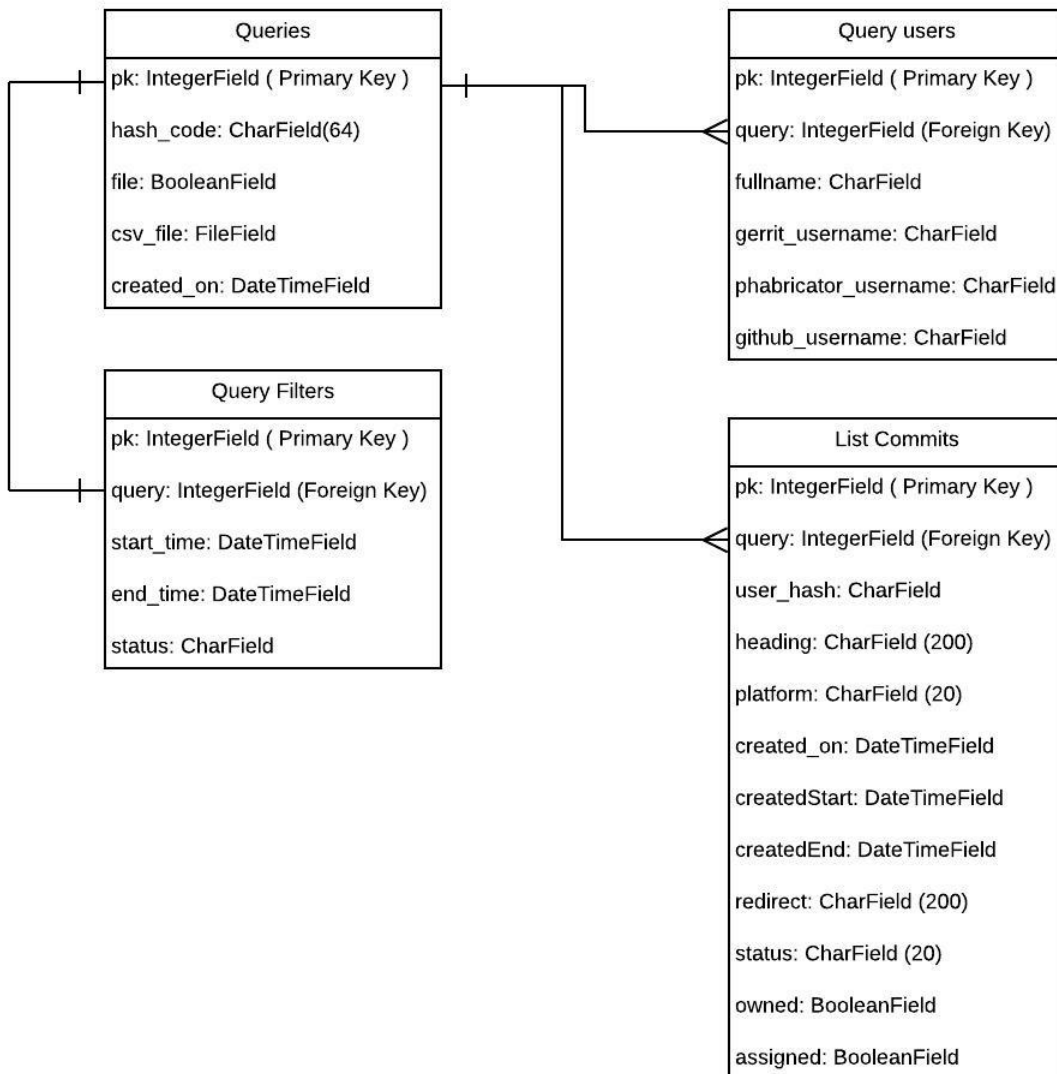 Queries
pk: IntegerField ( Primary Key )
hash_code: CharField(64)
file: BooleanField
csv_file: FileField
created_on: DateTimeField
Query Filters
pk: IntegerField ( Primary Key )
query: IntegerField (Foreign Key)
start_time: DateTimeField
end_time: DateTimeField
status: CharField
Query users
pk: IntegerField ( Primary Key )
query: IntegerField (Foreign Key)
fullname: CharField
gerrit_username: CharField
phabricator_username: CharField
github_username: CharField
List Commits
pk: IntegerField ( Primary Key )
query: IntegerField (Foreign Key)
user_hash: CharField
heading: CharField (200)
platform: CharField (20)
created_on: DateTimeField
createdStart: DateTimeField
createdEnd: DateTimeField
redirect: CharField (200)
status: CharField (20)
owned: BooleanField
assigned: BooleanField